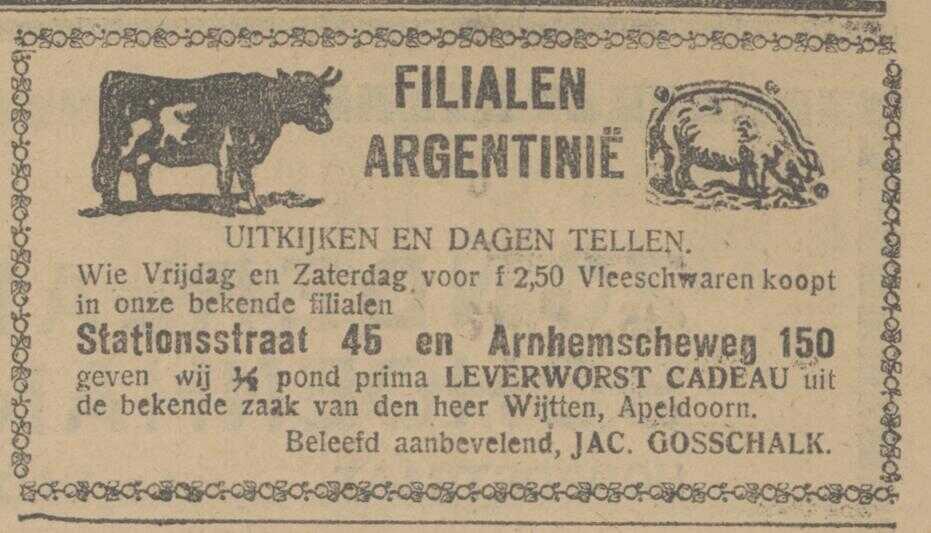 FILIALEN
ARGENTINIË
UITKIJKEN EN DAGEN TELLEN.
Wie Vrijdag en Zaterdag voor f 2,50 Vleeschwaren koopt
in onze bekende filialen
Stationsstraat 45 en Arnhemscheweg 150
geven wij pond prima LEVERWORST CADEAU uit
de bekende zaak van den heer Wijtten, Apeldoorn.
Beleefd aanbevelend, JAC. GOSSCHALK.